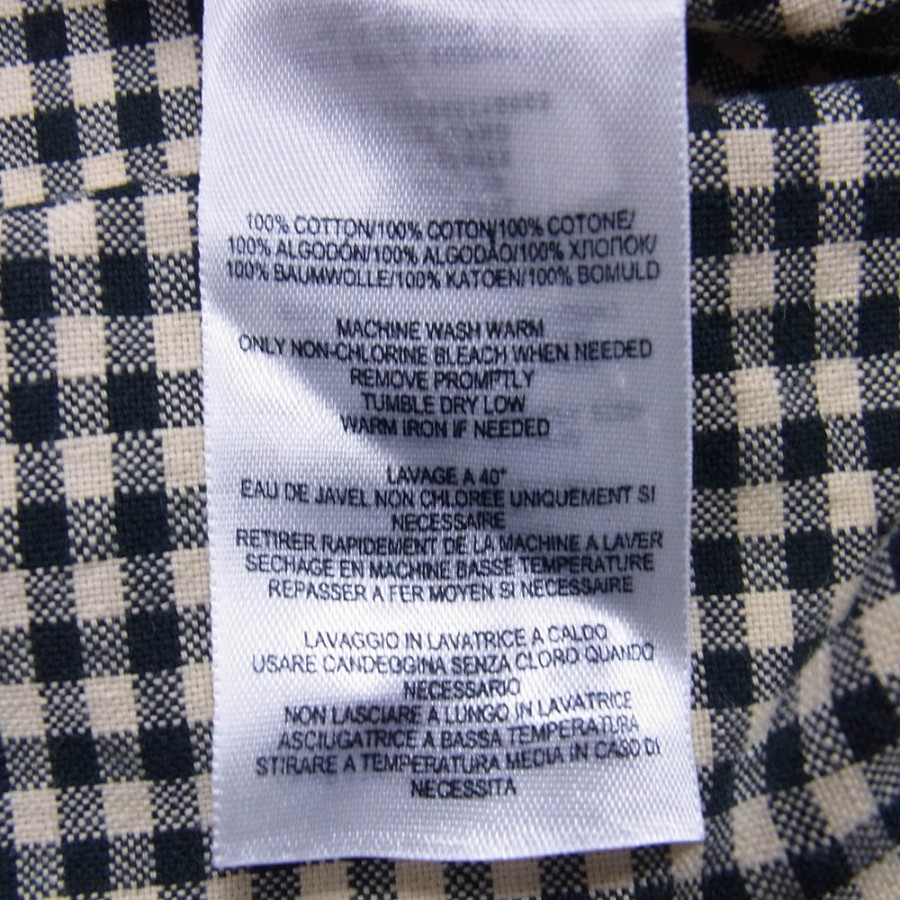 100% COTTON/100% COTON/100% COTONE/
100% ALGODÓN/100% ALGODÃO/100% ХЛОПОК/
100% BAUMWOLLE/100% KATOEN/100% BOMULD
MACHINE WASH WARM
ONLY NON-CHLORINE BLEACH WHEN NEEDED
REMOVE PROMPTLY
TUMBLE DRY LOW
WARM IRON IF NEEDED
LAVAGE A 40°
EAU DE JAVEL NON CHLOREE UNIQUEMENT SI
NECESSAIRE
RETIRER RAPIDEMENT DE LA MACHINE A LAVER
SECHAGE EN MACHINE BASSE TEMPERATURE
REPASSER A FER MOYEN SI NECESSAIRE
LAVAGGIO IN LAVATRICE A CALDO
USARE CANDEGGINA SENZA CLORO QUANDO
NECESSARIO
NON LASCIARE A LUNGO IN LAVATRICE
ASCIUGATRICE A BASSA TEMPERATURA
STIRARE A TEMPERATURA MEDIA IN CASO DI
NECESSITA